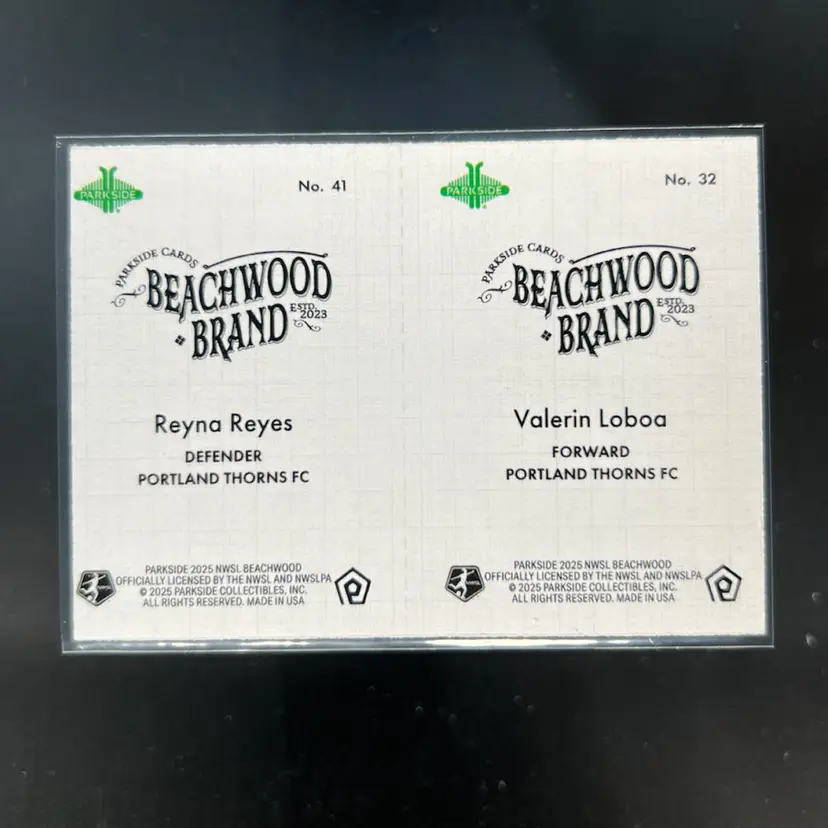 PARKSIDE
No. 41
PARKSIDE CARDS
BEACHWOOD
BRAND
ESTD.
2023
Reyna Reyes
DEFENDER
PORTLAND THORNS FC
PARKSIDE 2025 NWSL BEACHWOOD
OFFICIALLY LICENSED BY THE NWSL AND NWSLPA
© 2025 PARKSIDE COLLECTIBLES, INC.
ALL RIGHTS RESERVED. MADE IN USA
PARKSIDE
No. 32
PARKSIDE CARDS
BEACHWOOD
BRAND
ESTD.
2023
Valerin Loboa
FORWARD
PORTLAND THORNS FC
PARKSIDE 2025 NWSL BEACHWOOD
OFFICIALLY LICENSED BY THE NWSL AND NWSLPA
© 2025 PARKSIDE COLLECTIBLES, INC.
ALL RIGHTS RESERVED. MADE IN USA